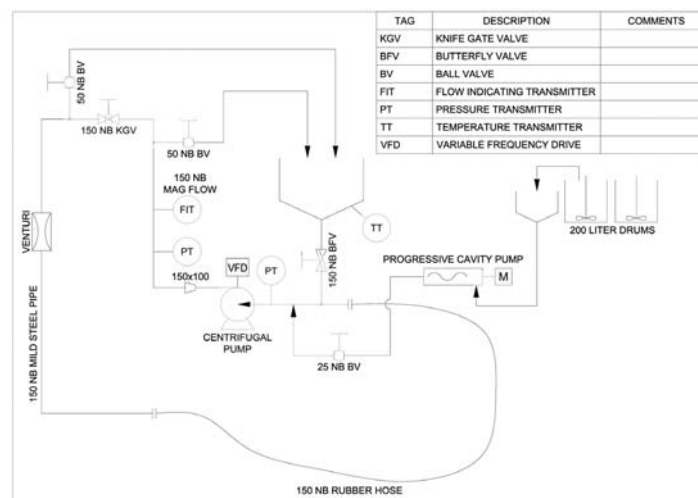 TAG DESCRIPTION COMMENTS
KGV KNIFE GATE VALVE
BFV BUTTERFLY VALVE
BV BALL VALVE
FIT FLOW INDICATING TRANSMITTER
PT PRESSURE TRANSMITTER
TT TEMPERATURE TRANSMITTER
VFD VARIABLE FREQUENCY DRIVE
50 NB BV
150 NB KGV
50 NB BV
150 NB
MAG FLOW
FIT
TT
VENTURI
PT
150x100
VFD
PT
150 NB BFV
200 LITER DRUMS
PROGRESSIVE CAVITY PUMP
M
CENTRIFUGAL
PUMP
25 NB BV
150 NB MILD STEEL PIPE
150 NB RUBBER HOSE